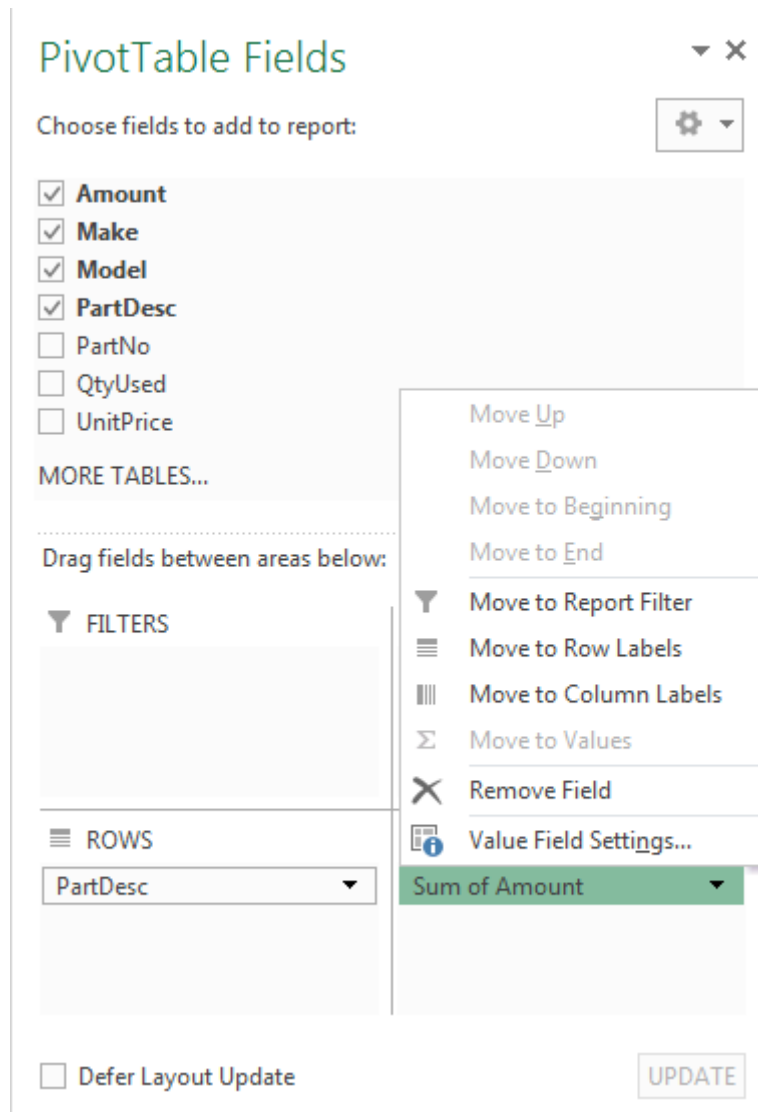 PivotTable Fields
Choose fields to add to report:
Amount
Make
Model
PartDesc
PartNo
QtyUsed
UnitPrice
MORE TABLES...
Drag fields between areas below:
FILTERS
Move Up
Move Down
Move to Beginning
Move to End
Move to Report Filter
Move to Row Labels
Move to Column Labels
Σ Move to Values
Remove Field
Value Field Settings...
ROWS
PartDesc
Sum of Amount
Defer Layout Update
UPDATE